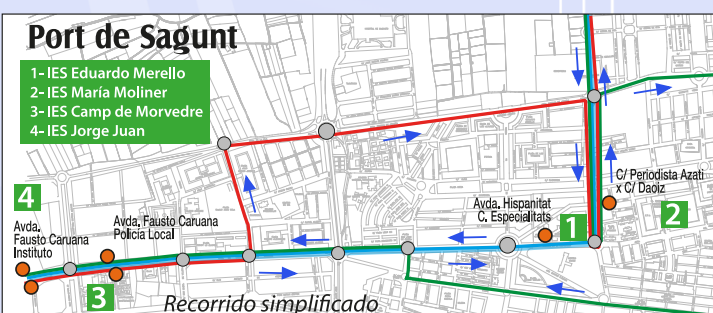 Port de Sagunt
1- IES Eduardo Merello
2- IES María Moliner
3- IES Camp de Morvedre
4- IES Jorge Juan
C/ Periodista Azati
x C/ Daoiz
4
Avda.
Fausto Caruana
Instituto
Avda, Fausto Caruana
Policia Local
Avda. Hispanitat
C. Especialitats
1
2
3
Recorrido simplificado